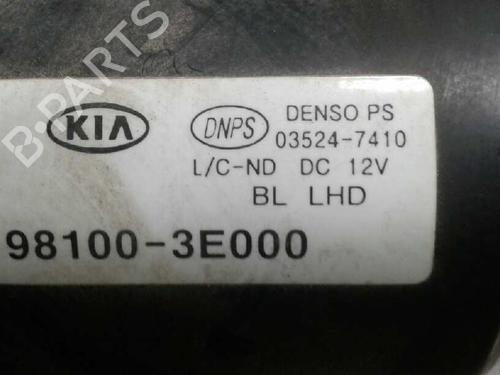 B-PARTS
KIA
DNPS
DENSO PS
03524-7410
L/C-ND DC 12V
BL LHD
98100-3E000